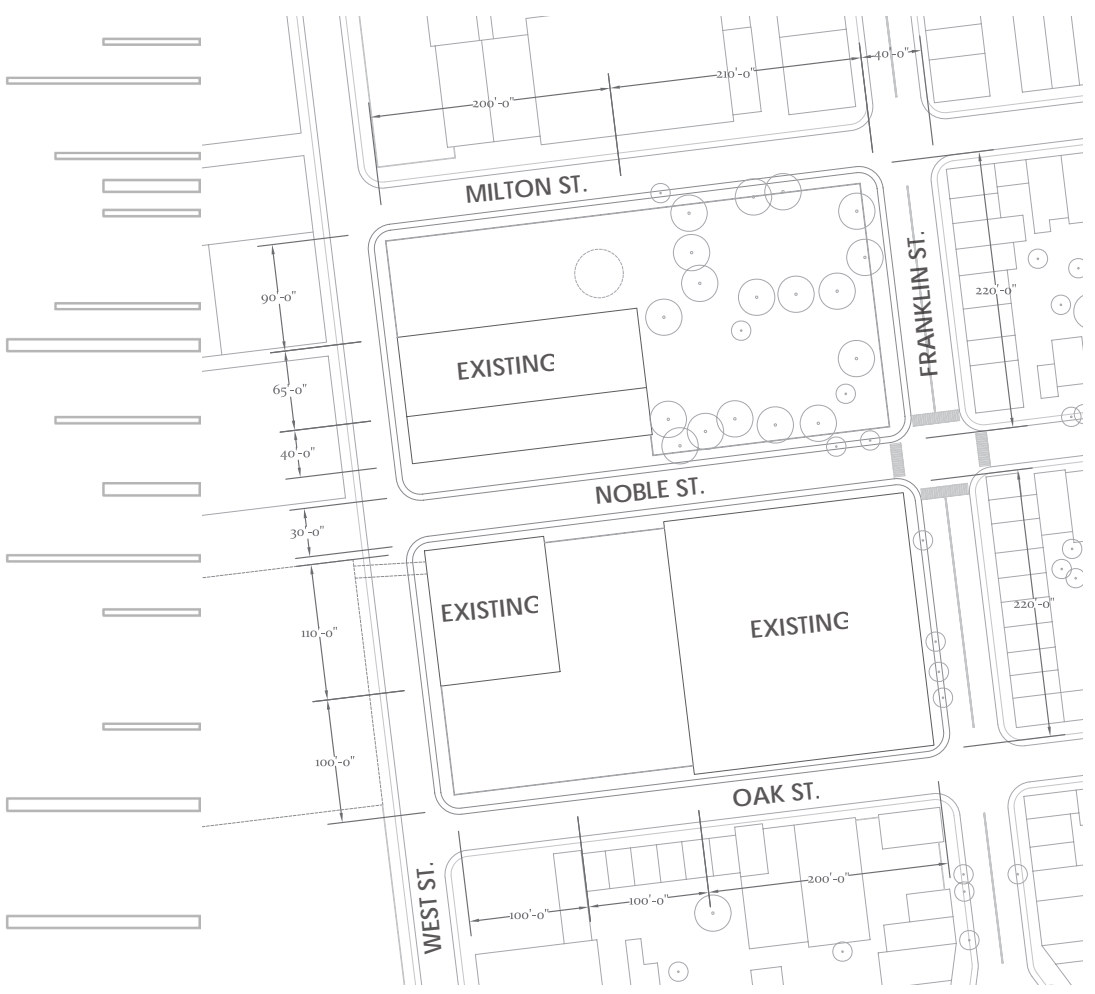 40'-0"
210'-0"
200'-0"
MILTON ST.
FRANKLIN ST.
90'-0"
220'-0"
EXISTING
65'-0"
40'-0"
NOBLE ST.
30'-0"
EXISTING
EXISTING
220'-0"
110'-0"
100'-0"
OAK ST.
WEST ST.
200'-0"
100'-0"
100'-0"